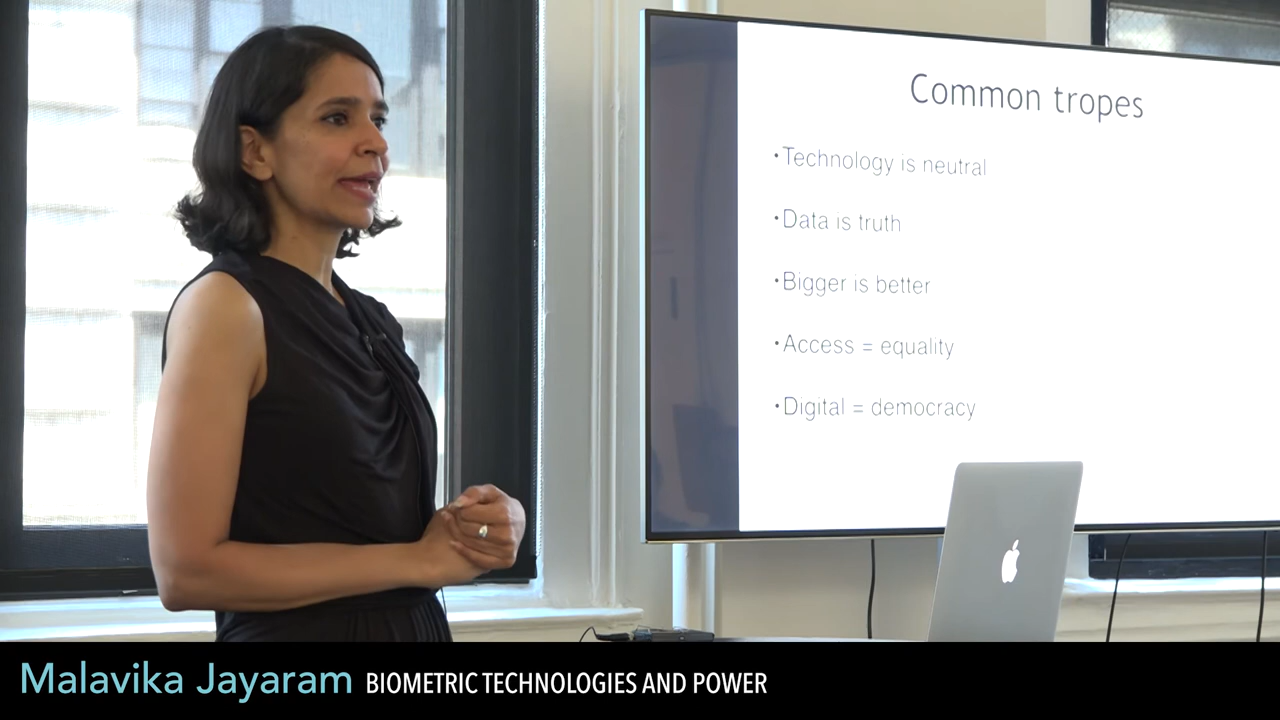 Common tropes
•Technology is neutral
•Data is truth
•Bigger is better
•Access = equality
•Digital = democracy
Malavika Jayaram BIOMETRIC TECHNOLOGIES AND POWER